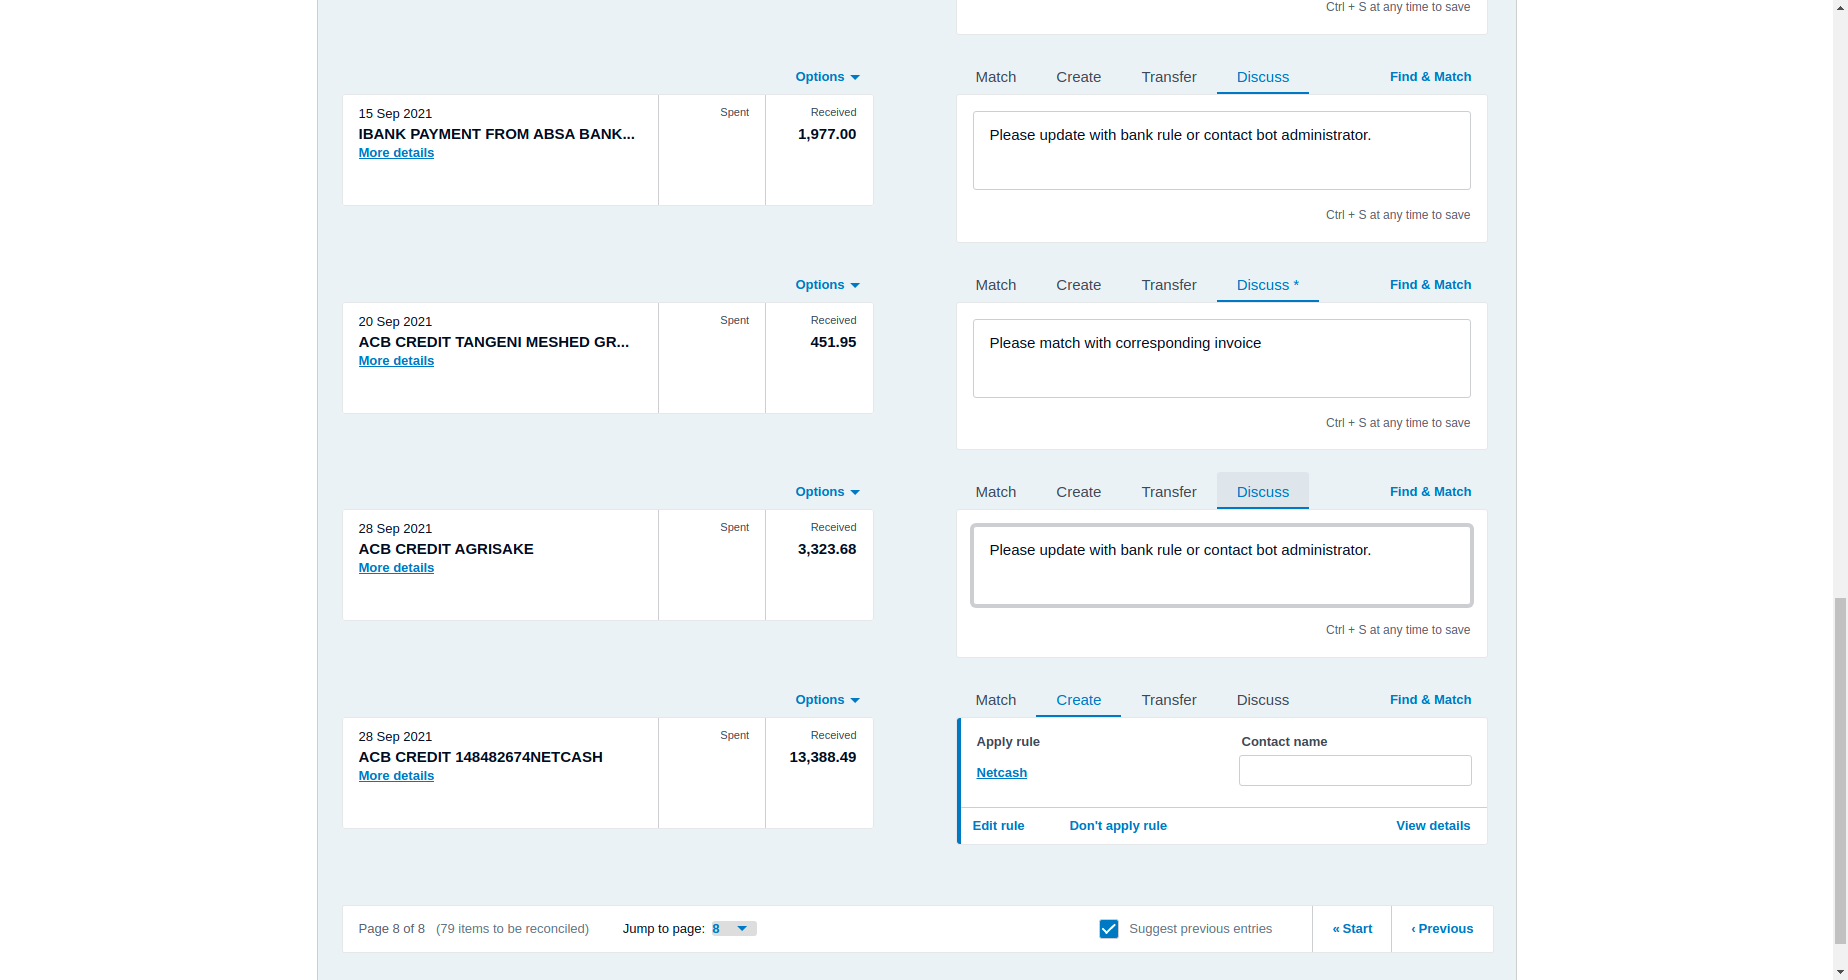 Ctrl + S at any time to save
Options
Match Create Transfer Discuss Find & Match
15 Sep 2021 Spent Received
IBANK PAYMENT FROM ABSA BANK... 1,977.00
More details
Please update with bank rule or contact bot administrator.
Ctrl + S at any time to save
Options
Match Create Transfer Discuss * Find & Match
20 Sep 2021 Spent Received
ACB CREDIT TANGENI MESHED GR... 451.95
More details
Please match with corresponding invoice
Ctrl + S at any time to save
Options
Match Create Transfer Discuss Find & Match
28 Sep 2021 Spent Received
ACB CREDIT AGRISAKE 3,323.68
More details
Please update with bank rule or contact bot administrator.
Ctrl + S at any time to save
Options
Match Create Transfer Discuss Find & Match
28 Sep 2021 Spent Received
ACB CREDIT 148482674NETCASH 13,388.49
More details
Apply rule Contact name
Netcash
Edit rule Don't apply rule View details
Page 8 of 8 (79 items to be reconciled) Jump to page: 8 Suggest previous entries « Start ‹ Previous